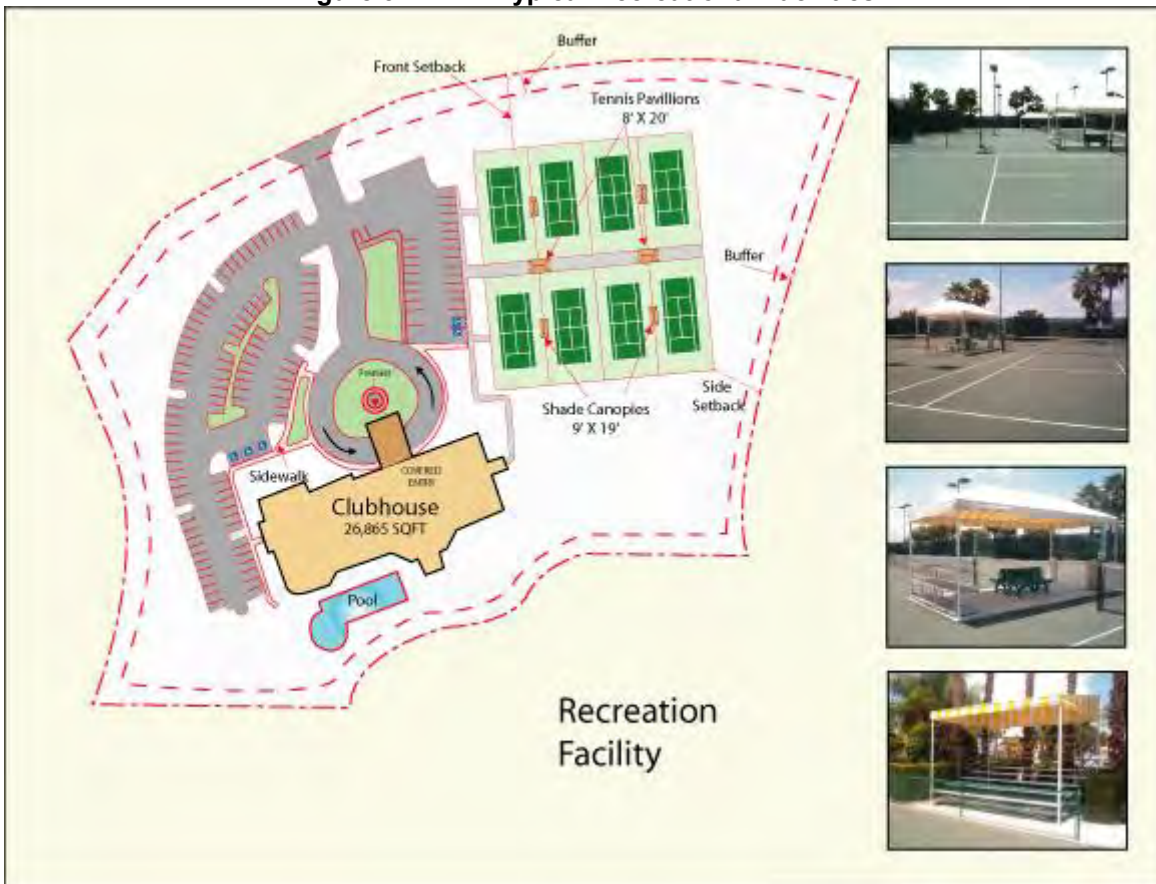 Buffer
Front Setback
Tennis Pavillions
8' X 20'
Buffer
Side
Setback
Shade Canopies
9' X 19'
Fountain
Sidewalk
COVERED
ENTRY
Clubhouse
26,865 SQFT
Pool
Recreation
Facility